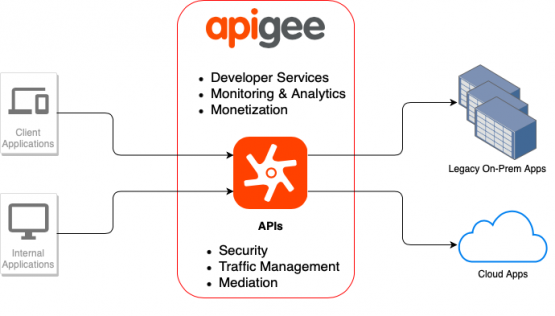 apigee
• Developer Services
• Monitoring & Analytics
• Monetization
Client
Applications
Legacy On-Prem Apps
APIs
Internal
Applications
• Security
• Traffic Management
• Mediation
Cloud Apps